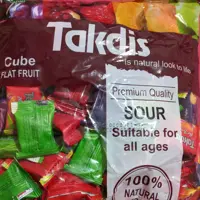 Takdis
is natural look to life
Cube
FLAT FRUIT
Premium Quality
SOUR
Suitable for
all ages
100%
NATURAL